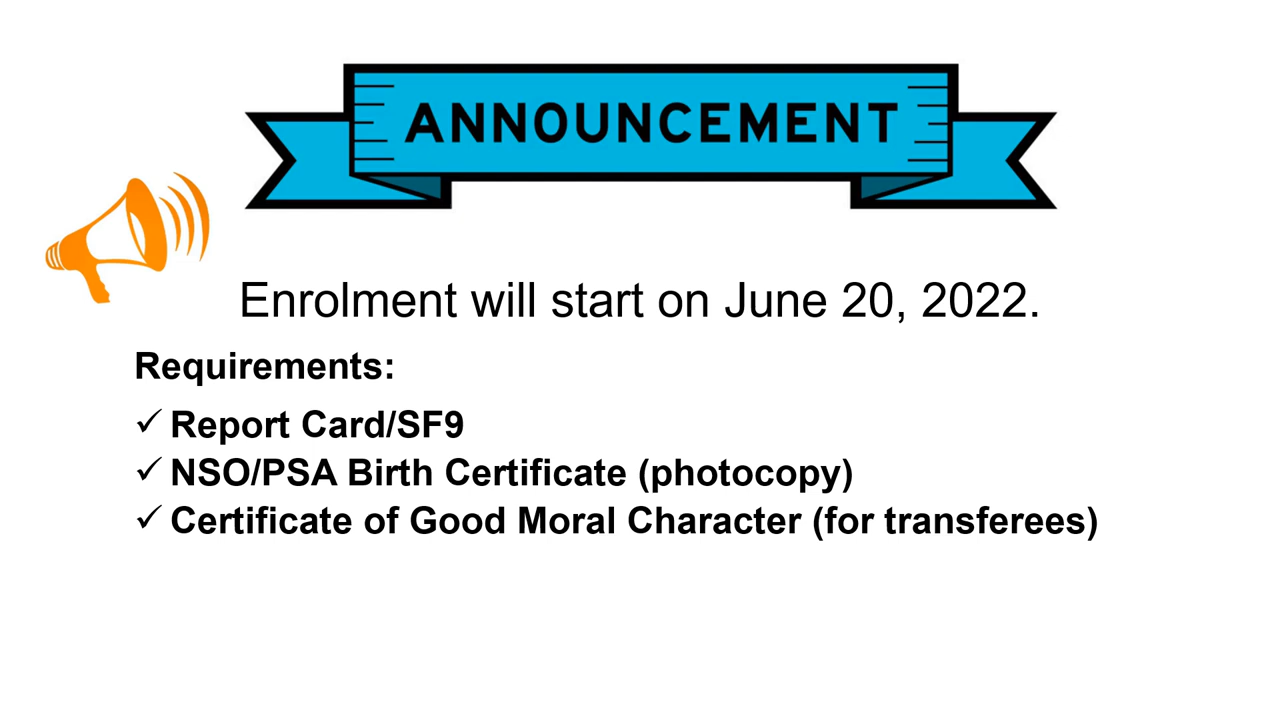 ANNOUNCEMENT
Enrolment will start on June 20, 2022.
Requirements:
✓ Report Card/SF9
✓ NSO/PSA Birth Certificate (photocopy)
✓ Certificate of Good Moral Character (for transferees)